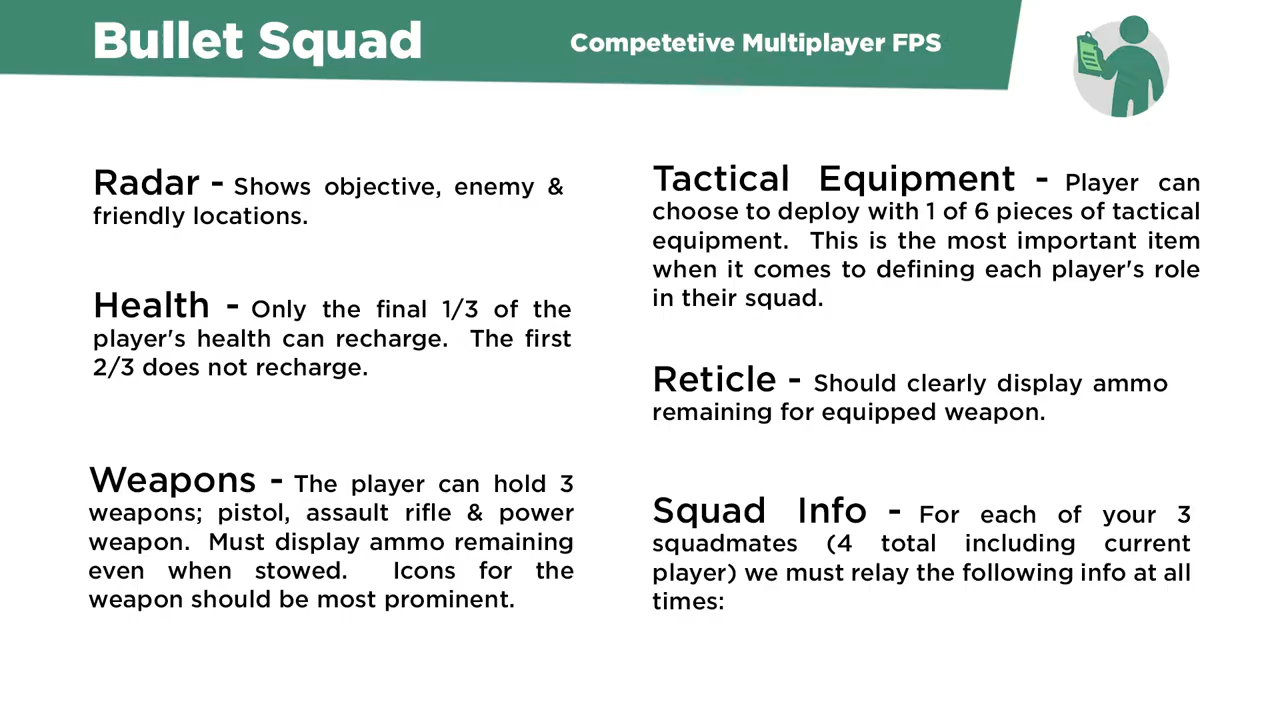 Bullet Squad
Competetive Multiplayer FPS
Radar - Shows objective, enemy &
friendly locations.
Health - Only the final 1/3 of the
player's health can recharge. The first
2/3 does not recharge.
Weapons - The player can hold 3
weapons; pistol, assault rifle & power
weapon. Must display ammo remaining
even when stowed. Icons for the
weapon should be most prominent.
Tactical Equipment - Player can
choose to deploy with 1 of 6 pieces of tactical
equipment. This is the most important item
when it comes to defining each player's role
in their squad.
Reticle - Should clearly display ammo
remaining for equipped weapon.
Squad Info - For each of your 3
squadmates (4 total including current
player) we must relay the following info at all
times: